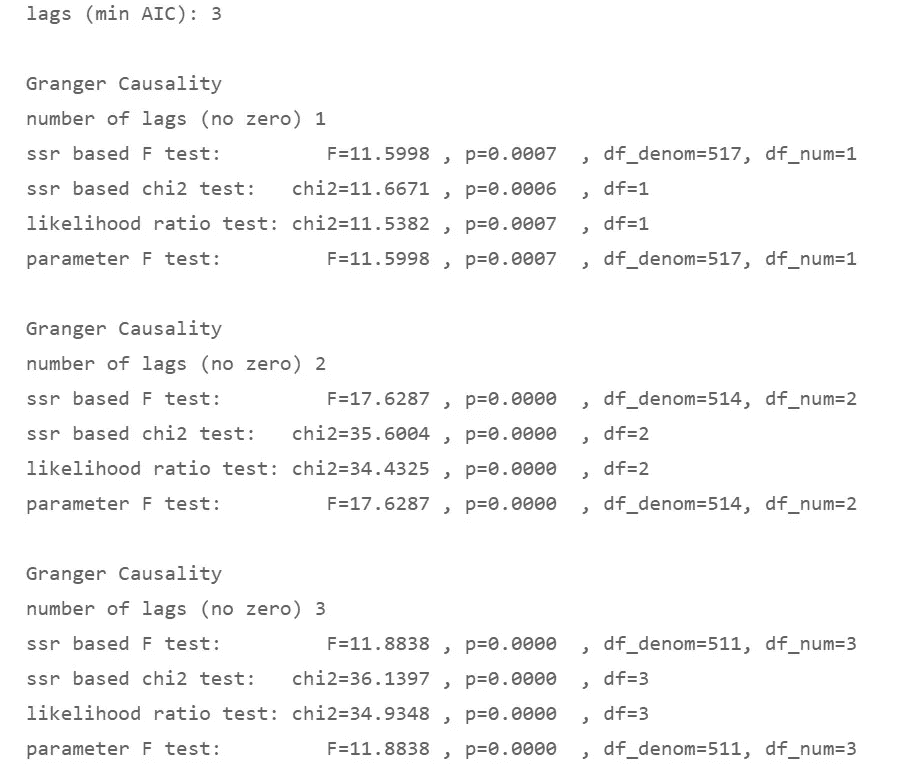 lags (min AIC): 3
Granger Causality
number of lags (no zero) 1
ssr based F test:         F=11.5998 , p=0.0007  , df_denom=517, df_num=1
ssr based chi2 test:   chi2=11.6671 , p=0.0006  , df=1
likelihood ratio test: chi2=11.5382 , p=0.0007  , df=1
parameter F test:         F=11.5998 , p=0.0007  , df_denom=517, df_num=1
Granger Causality
number of lags (no zero) 2
ssr based F test:         F=17.6287 , p=0.0000  , df_denom=514, df_num=2
ssr based chi2 test:   chi2=35.6004 , p=0.0000  , df=2
likelihood ratio test: chi2=34.4325 , p=0.0000  , df=2
parameter F test:         F=17.6287 , p=0.0000  , df_denom=514, df_num=2
Granger Causality
number of lags (no zero) 3
ssr based F test:         F=11.8838 , p=0.0000  , df_denom=511, df_num=3
ssr based chi2 test:   chi2=36.1397 , p=0.0000  , df=3
likelihood ratio test: chi2=34.9348 , p=0.0000  , df=3
parameter F test:         F=11.8838 , p=0.0000  , df_denom=511, df_num=3